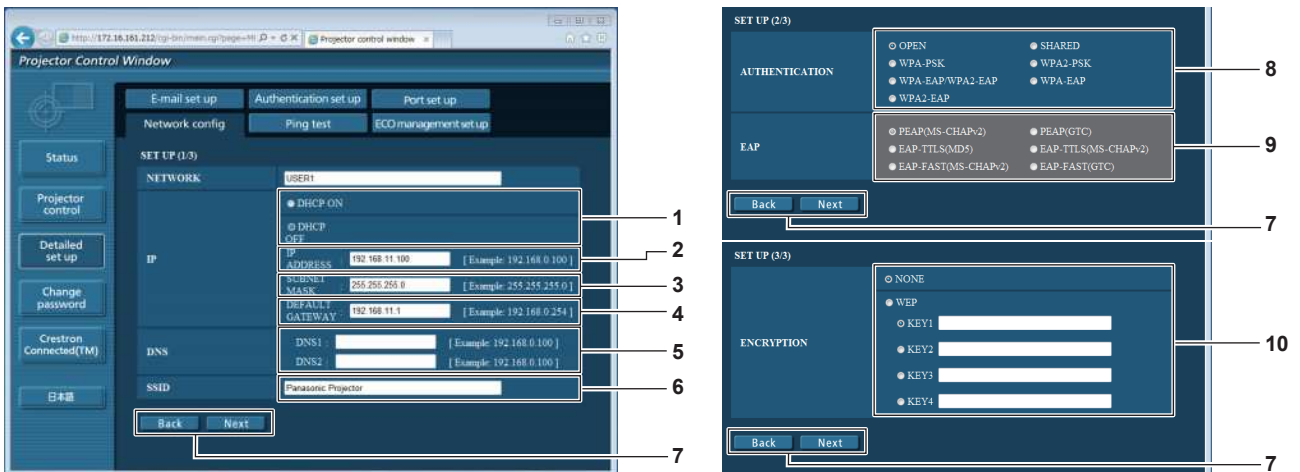 http://172.16.161.212/cgi-bin/main.cgi?page=
Projector control window
Projector Control Window
E-mail set up
Authentication set up
Port set up
Network config
Ping test
ECO management set up
Status
Projector
control
Detailed
set up
Change
password
Crestron
Connected(TM)
日本語
SET UP (1/3)
NETWORK
USER1
IP
DHCP ON
DHCP
OFF
1
IP
ADDRESS : 192.168.11.100 [ Example: 192.168.0.100 ]
2
SUBNET
MASK : 255.255.255.0 [ Example: 255.255.255.0 ]
3
DEFAULT
GATEWAY : 192.168.11.1 [ Example: 192.168.0.254 ]
4
DNS
DNS1 : [ Example: 192.168.0.100 ]
DNS2 : [ Example: 192.168.0.100 ]
5
SSID
Panasonic Projector
6
Back Next
7
SET UP (2/3)
AUTHENTICATION
OPEN SHARED
WPA-PSK WPA2-PSK
WPA-EAP/WPA2-EAP WPA-EAP
WPA2-EAP
8
EAP
PEAP(MS-CHAPv2) PEAP(GTC)
EAP-TTLS(MD5) EAP-TTLS(MS-CHAPv2)
EAP-FAST(MS-CHAPv2) EAP-FAST(GTC)
9
Back Next
7
SET UP (3/3)
ENCRYPTION
NONE
WEP
KEY1
KEY2
KEY3
KEY4
10
Back Next
7